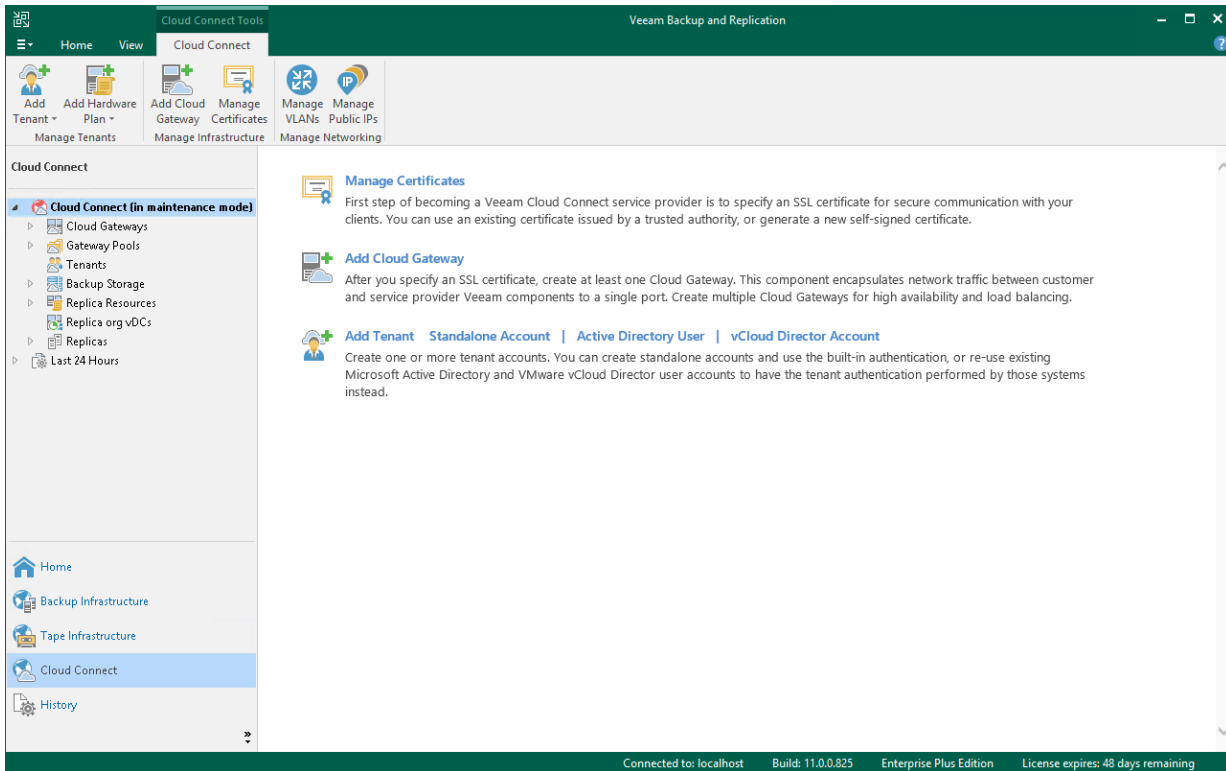 Cloud Connect Tools
Veeam Backup and Replication
Home View Cloud Connect
Add Tenant
Add Hardware Plan
Add Cloud Gateway
Manage Certificates
Manage VLANs
Manage Public IPs
Manage Tenants
Manage Infrastructure
Manage Networking
Cloud Connect
Cloud Connect (in maintenance mode)
Cloud Gateways
Gateway Pools
Tenants
Backup Storage
Replica Resources
Replica org vDCs
Replicas
Last 24 Hours
Manage Certificates
First step of becoming a Veeam Cloud Connect service provider is to specify an SSL certificate for secure communication with your
clients. You can use an existing certificate issued by a trusted authority, or generate a new self-signed certificate.
Add Cloud Gateway
After you specify an SSL certificate, create at least one Cloud Gateway. This component encapsulates network traffic between customer
and service provider Veeam components to a single port. Create multiple Cloud Gateways for high availability and load balancing.
Add Tenant Standalone Account | Active Directory User | vCloud Director Account
Create one or more tenant accounts. You can create standalone accounts and use the built-in authentication, or re-use existing
Microsoft Active Directory and VMware vCloud Director user accounts to have the tenant authentication performed by those systems
instead.
Home
Backup Infrastructure
Tape Infrastructure
Cloud Connect
History
Connected to: localhost Build: 11.0.0.825 Enterprise Plus Edition License expires: 48 days remaining